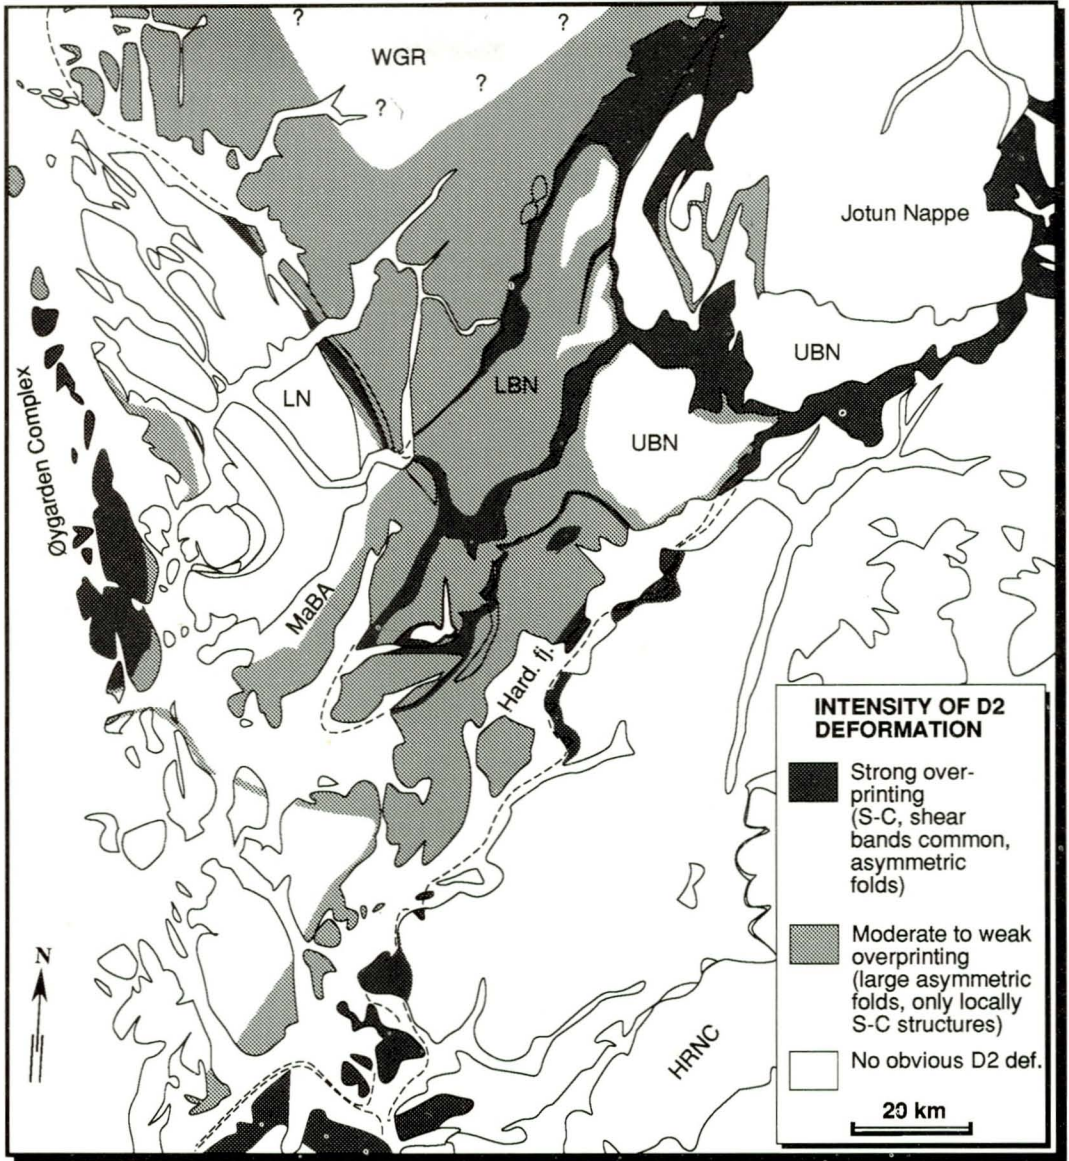 ?
?
WGR
?
?
Jotun Nappe
UBN
LBN
LN
UBN
Øygarden Complex
MaBA
Hard. fj.
INTENSITY OF D2
DEFORMATION
Strong over-
printing
(S-C, shear
bands common,
asymmetric
folds)
Moderate to weak
overprinting
(large asymmetric
folds, only locally
S-C structures)
No obvious D2 def.
20 km
N
HRNC